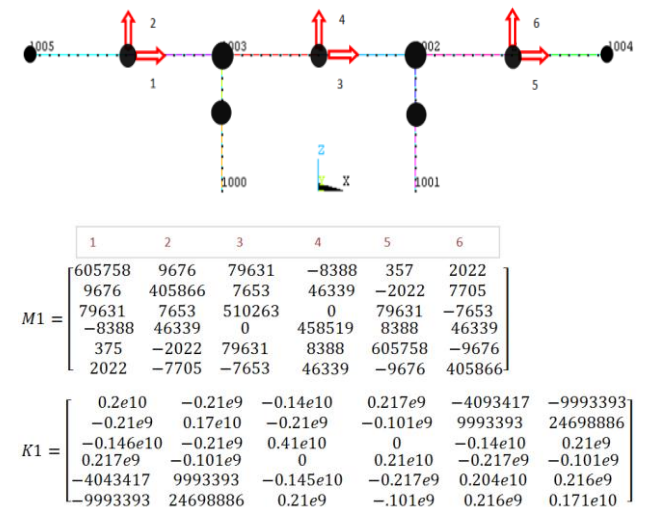 2 4 6
1005 1003 1002 1004
1 3 5
Z
1000 X 1001
1 2 3 4 5 6
605758 9676 79631 −8388 357 2022
9676 405866 7653 46339 −2022 7705
M1 = 79631 7653 510263 0 79631 −7653
−8388 46339 0 458519 8388 46339
375 −2022 79631 8388 605758 −9676
2022 −7705 −7653 46339 −9676 405866
0.2e10 −0.21e9 −0.14e10 0.217e9 −4093417 −9993393
−0.21e9 0.17e10 −0.21e9 −0.101e9 9993393 24698886
K1 = −0.146e10 −0.21e9 0.41e10 0 −0.14e10 0.21e9
0.217e9 −0.101e9 0 0.21e10 −0.217e9 −0.101e9
−4043417 9993393 −0.145e10 −0.217e9 0.204e10 0.216e9
−9993393 24698886 0.21e9 −.101e9 0.216e9 0.171e10